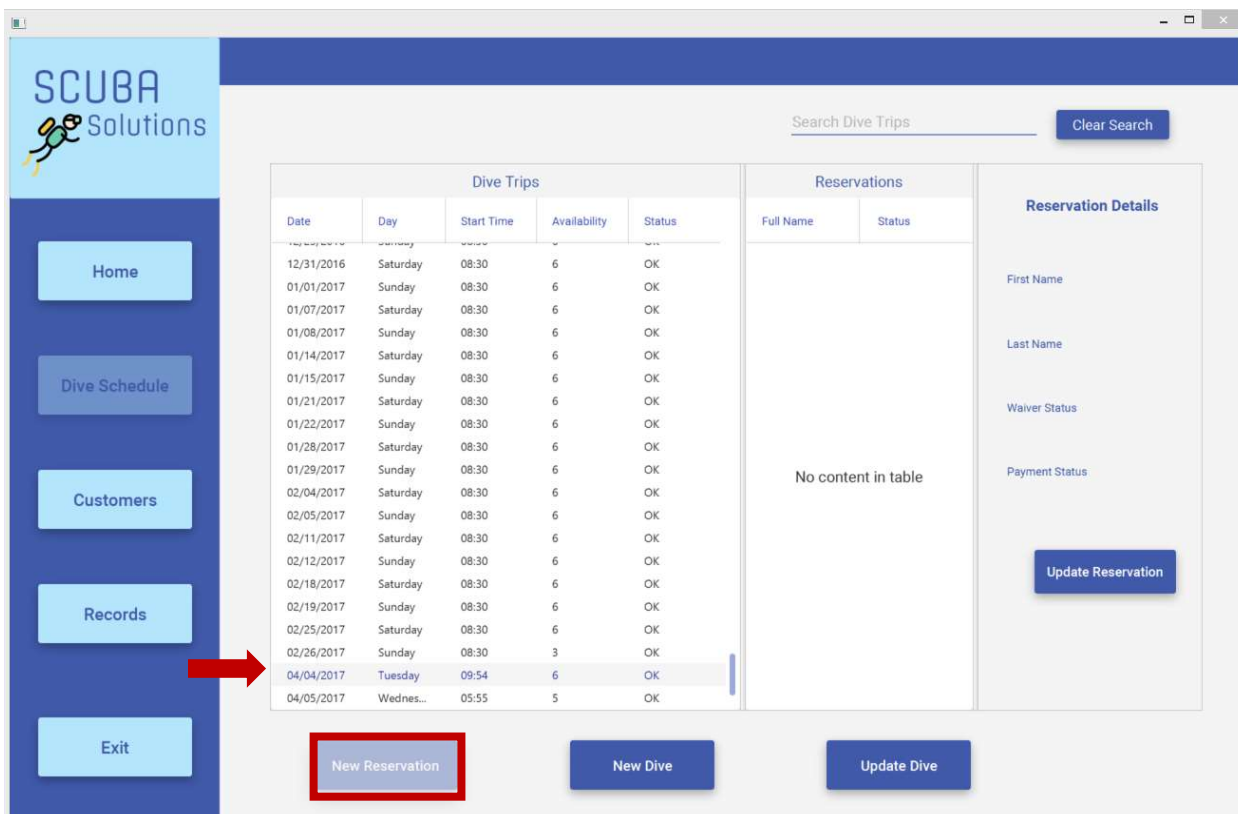 SCUBA
Solutions
Search Dive Trips
Clear Search
Home
Dive Schedule
Customers
Records
Exit
Dive Trips
Date Day Start Time Availability Status
12/31/2016 Saturday 08:30 6 OK
01/01/2017 Sunday 08:30 6 OK
01/07/2017 Saturday 08:30 6 OK
01/08/2017 Sunday 08:30 6 OK
01/14/2017 Saturday 08:30 6 OK
01/15/2017 Sunday 08:30 6 OK
01/21/2017 Saturday 08:30 6 OK
01/22/2017 Sunday 08:30 6 OK
01/28/2017 Saturday 08:30 6 OK
01/29/2017 Sunday 08:30 6 OK
02/04/2017 Saturday 08:30 6 OK
02/05/2017 Sunday 08:30 6 OK
02/11/2017 Saturday 08:30 6 OK
02/12/2017 Sunday 08:30 6 OK
02/18/2017 Saturday 08:30 6 OK
02/19/2017 Sunday 08:30 6 OK
02/25/2017 Saturday 08:30 6 OK
02/26/2017 Sunday 08:30 3 OK
04/04/2017 Tuesday 09:54 6 OK
04/05/2017 Wednes... 05:55 5 OK
Reservations
Full Name Status
No content in table
Reservation Details
First Name
Last Name
Waiver Status
Payment Status
Update Reservation
New Reservation
New Dive
Update Dive